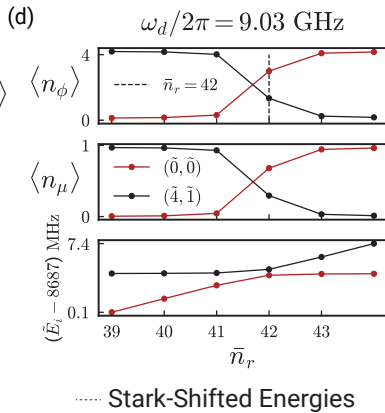 (d)
ω_d/2π = 9.03 GHz
⟩
⟨n_ϕ⟩
4
0
n̄_r = 42
⟨n_μ⟩
1
0
(0̃, 0̃)
(4̃, 1̃)
(Ẽ_i − 8687) MHz
7.4
0.1
39 40 41 42 43
n̄_r
Stark-Shifted Energies